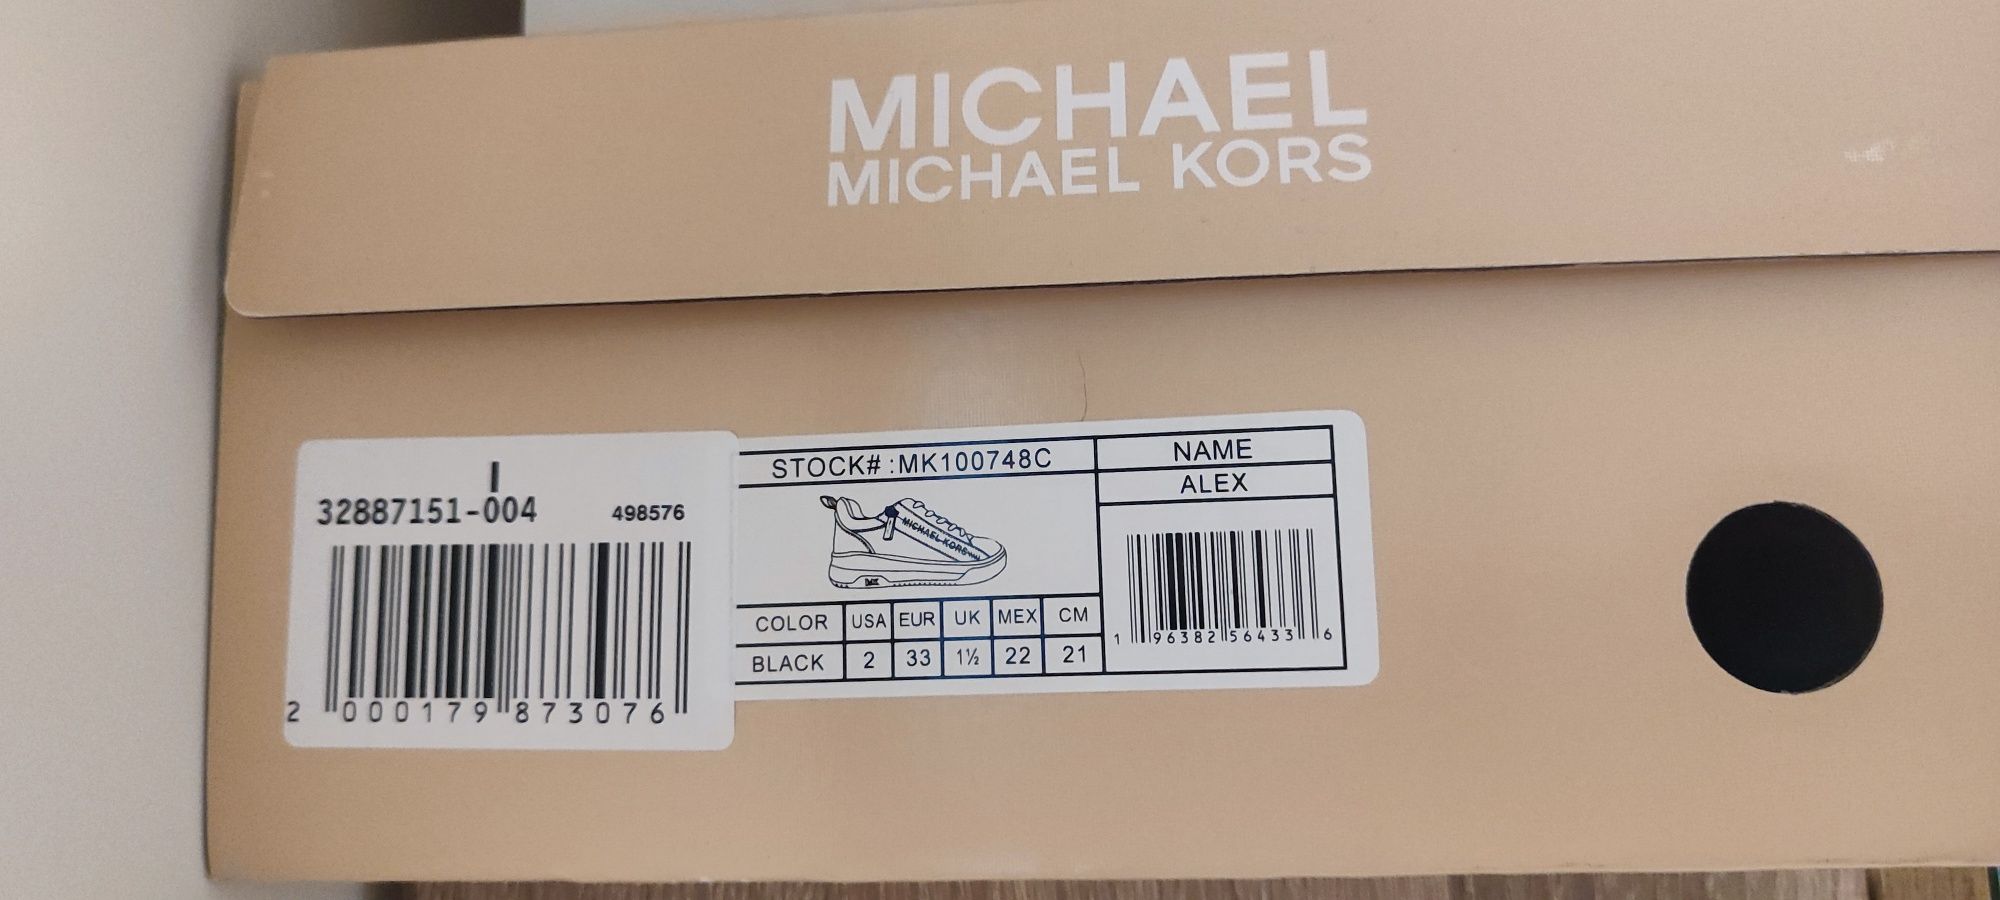 MICHAEL
MICHAEL KORS
32887151-004 498576
2 000179 873076
STOCK# :MK100748C
MICHAEL KORS
MK
COLOR USA EUR UK MEX CM
BLACK 2 33 1½ 22 21
NAME
ALEX
1 96382 56433 6